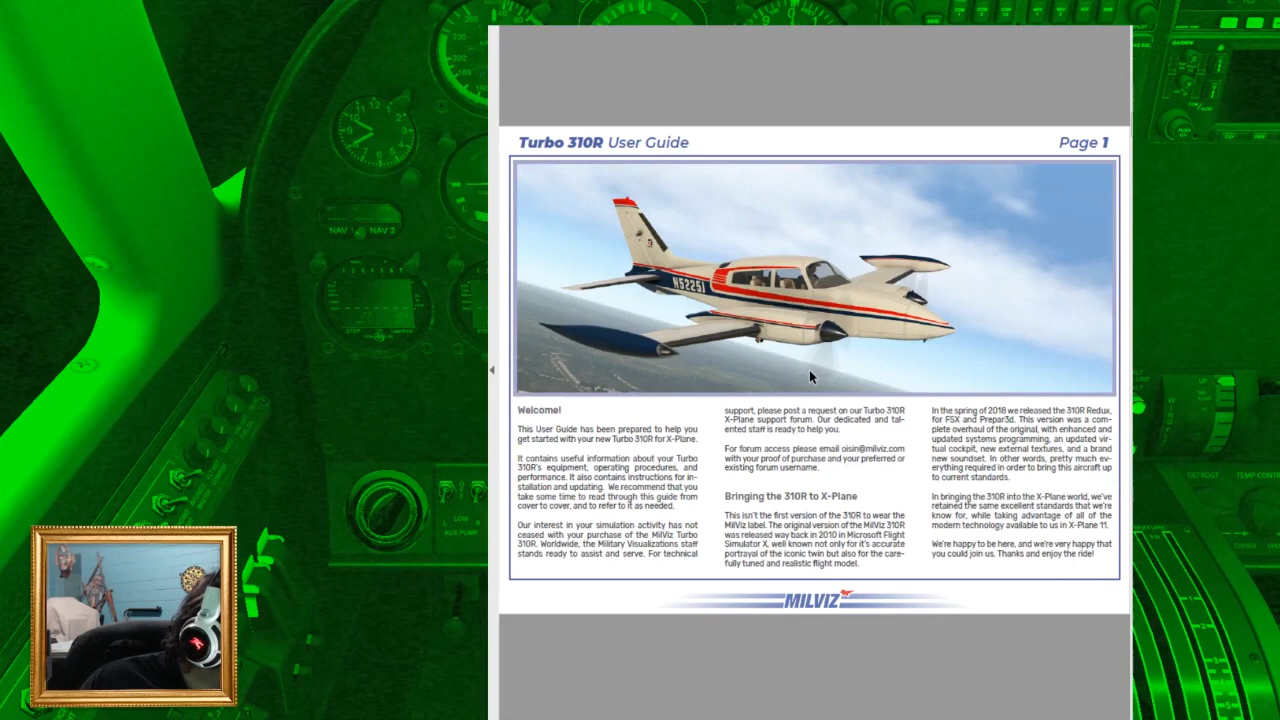 Turbo 310R User Guide
Page 1
N5225J
Welcome!
This User Guide has been prepared to help you
get started with your new Turbo 310R for X-Plane.
It contains useful information about your Turbo
310R's equipment, operating procedures, and
performance. It also contains instructions for in-
stallation and updating. We recommend that you
take some time to read through this guide from
cover to cover, and to refer to it as needed.
Our interest in your simulation activity has not
ceased with your purchase of the MilViz Turbo
310R. Worldwide, the Military Visualizations staff
stands ready to assist and serve. For technical
support, please post a request on our Turbo 310R
X-Plane support forum. Our dedicated and tal-
ented staff is ready to help you.
For forum access please email oisin@milviz.com
with your proof of purchase and your preferred or
existing forum username.
Bringing the 310R to X-Plane
This isn't the first version of the 310R to wear the
MilViz label. The original version of the MilViz 310R
was released way back in 2010 in Microsoft Flight
Simulator X, well known not only for it's accurate
portrayal of the iconic twin but also for the care-
fully tuned and realistic flight model.
In the spring of 2018 we released the 310R Redux,
for FSX and Prepar3d. This version was a com-
plete overhaul of the original, with enhanced and
updated systems programming, an updated vir-
tual cockpit, new external textures, and a brand
new soundset. In other words, pretty much ev-
erything required in order to bring this aircraft up
to current standards.
In bringing the 310R into the X-Plane world, we've
retained the same excellent standards that we're
know for, while taking advantage of all of the
modern technology available to us in X-Plane 11.
We're happy to be here, and we're very happy that
you could join us. Thanks and enjoy the ride!
MILVIZ
NAV 1 NAV 2
L LOW R
AUX PUMP
DEFROST TEMP CONTROL